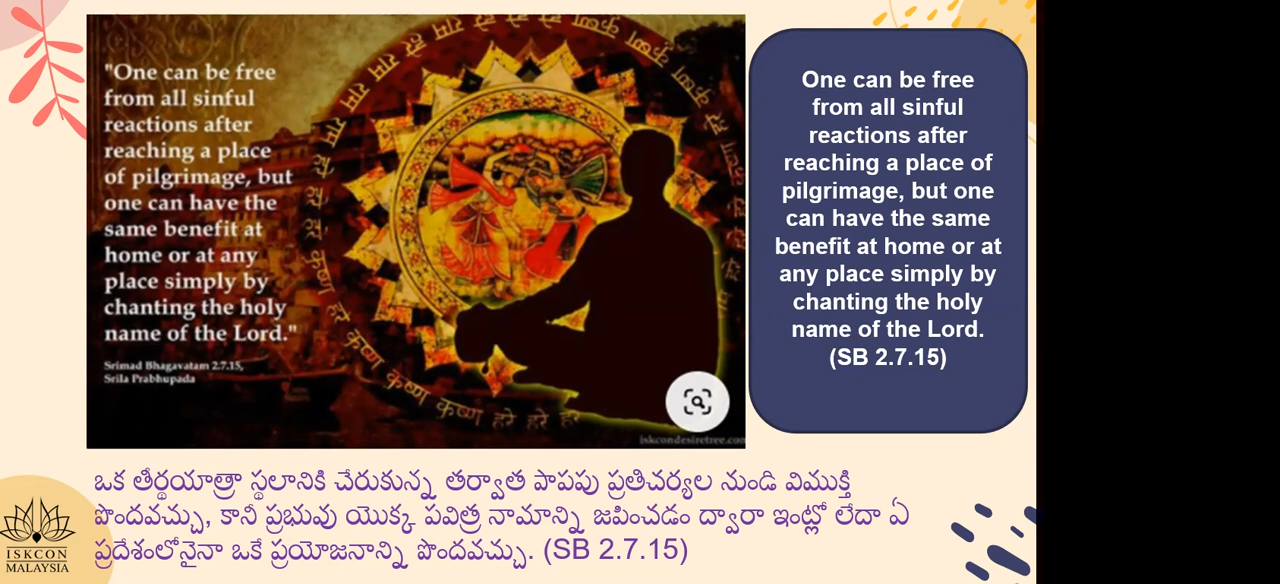 "One can be free
from all sinful
reactions after
reaching a place
of pilgrimage, but
one can have the
same benefit at
home or at any
place simply by
chanting the holy
name of the Lord."
Srimad Bhagavatam 2.7.15,
Srila Prabhupada
हरे कृष्ण कृष्ण कृष्ण हरे हरे हरे
iskcondesiretree.com
One can be free
from all sinful
reactions after
reaching a place of
pilgrimage, but one
can have the same
benefit at home or at
any place simply by
chanting the holy
name of the Lord.
(SB 2.7.15)
ఒక తీర్థయాత్రా స్థలానికి చేరుకున్న తర్వాత పాపపు ప్రతిచర్యల నుండి విముక్తి
పొందవచ్చు, కానీ ప్రభువు యొక్క పవిత్ర నామాన్ని జపించడం ద్వారా ఇంట్లో లేదా ఏ
ప్రదేశంలోనైనా ఒకే ప్రయోజనాన్ని పొందవచ్చు. (SB 2.7.15)
ISKCON
MALAYSIA